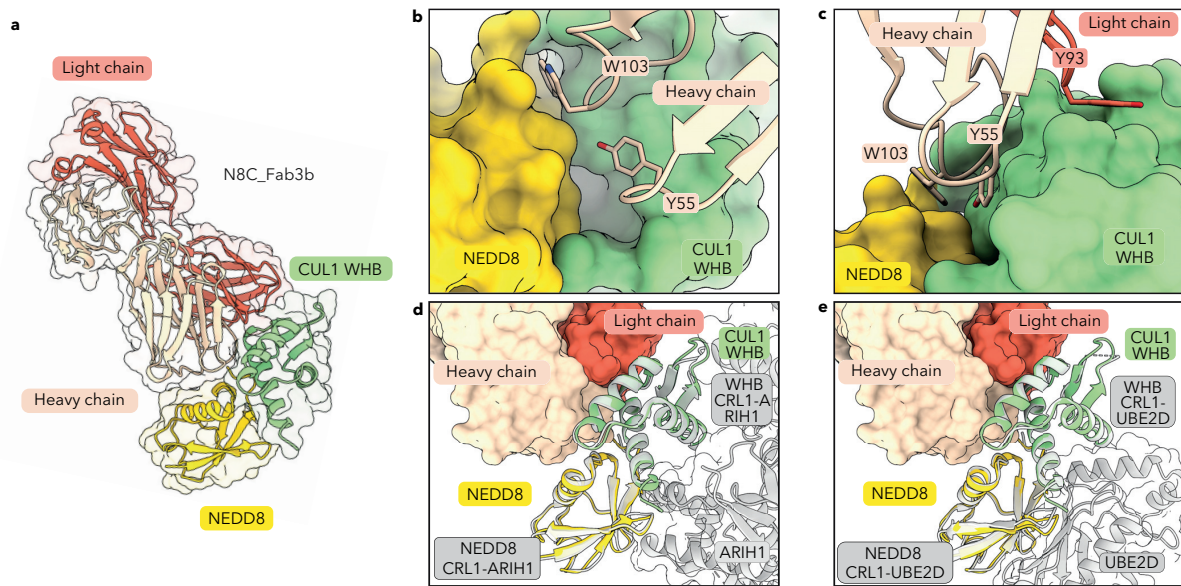 a
Light chain
N8C_Fab3b
CUL1 WHB
Heavy chain
NEDD8
b
W103
Heavy chain
Y55
NEDD8
CUL1
WHB
c
Heavy chain
Light chain
Y93
Y55
W103
CUL1
WHB
NEDD8
d
Light chain
CUL1
WHB
Heavy chain
WHB
CRL1-A
RIH1
NEDD8
NEDD8
CRL1-ARIH1
ARIH1
e
Light chain
CUL1
WHB
Heavy chain
WHB
CRL1-
UBE2D
NEDD8
NEDD8
CRL1-UBE2D
UBE2D